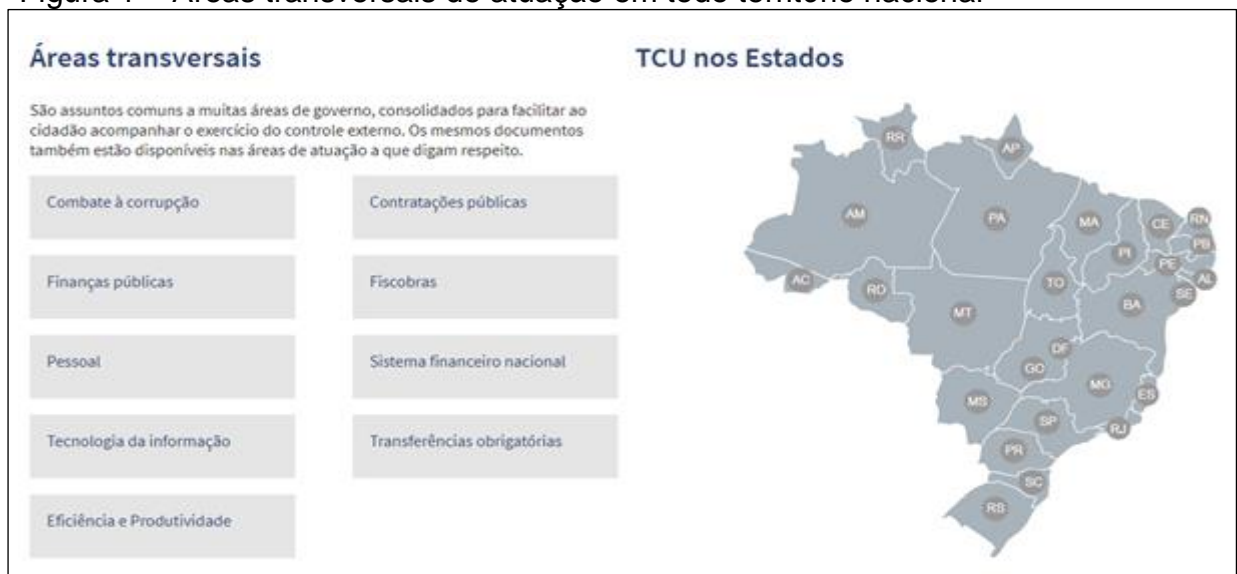 Áreas transversais
São assuntos comuns a muitas áreas de governo, consolidados para facilitar ao
cidadão acompanhar o exercício do controle externo. Os mesmos documentos
também estão disponíveis nas áreas de atuação a que digam respeito.
Combate à corrupção
Contratações públicas
Finanças públicas
Fiscobras
Pessoal
Sistema financeiro nacional
Tecnologia da informação
Transferências obrigatórias
Eficiência e Produtividade
TCU nos Estados
RR
AP
AM
PA
MA
CE
RN
PB
PI
PE
AL
AC
RO
TO
SE
BA
MT
DF
GO
MG
ES
MS
SP
RJ
PR
SC
RS